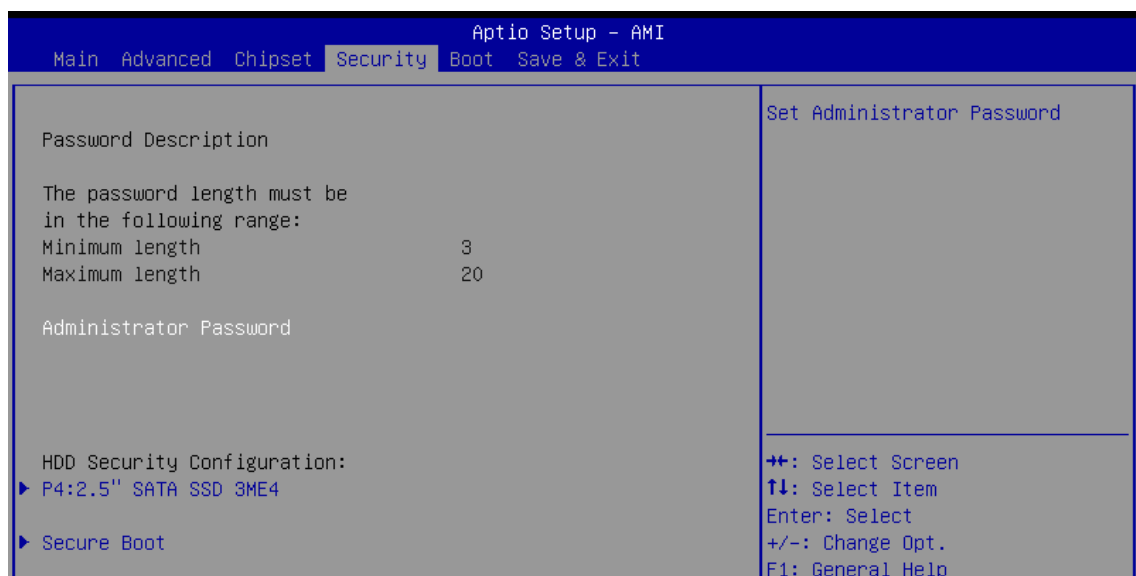 Aptio Setup – AMI
Main Advanced Chipset Security Boot Save & Exit
Password Description
The password length must be
in the following range:
Minimum length 3
Maximum length 20
Administrator Password
HDD Security Configuration:
▶ P4:2.5" SATA SSD 3ME4
▶ Secure Boot
Set Administrator Password
→←: Select Screen
↑↓: Select Item
Enter: Select
+/-: Change Opt.
F1: General Help